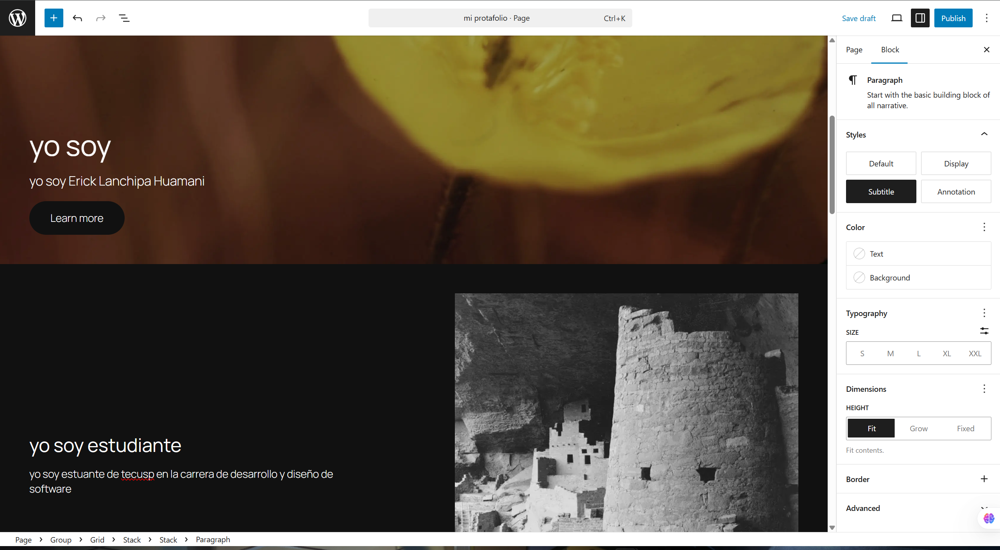 mi protafolio · Page
Ctrl+K
Save draft
Publish
yo soy
yo soy Erick Lanchipa Huamani
Learn more
yo soy estudiante
yo soy estuante de tecusp en la carrera de desarrollo y diseño de
software
Page
Block
Paragraph
Start with the basic building block of
all narrative.
Styles
Default
Display
Subtitle
Annotation
Color
Text
Background
Typography
SIZE
S M L XL XXL
Dimensions
HEIGHT
Fit Grow Fixed
Fit contents.
Border
Advanced
Page > Group > Grid > Stack > Stack > Paragraph